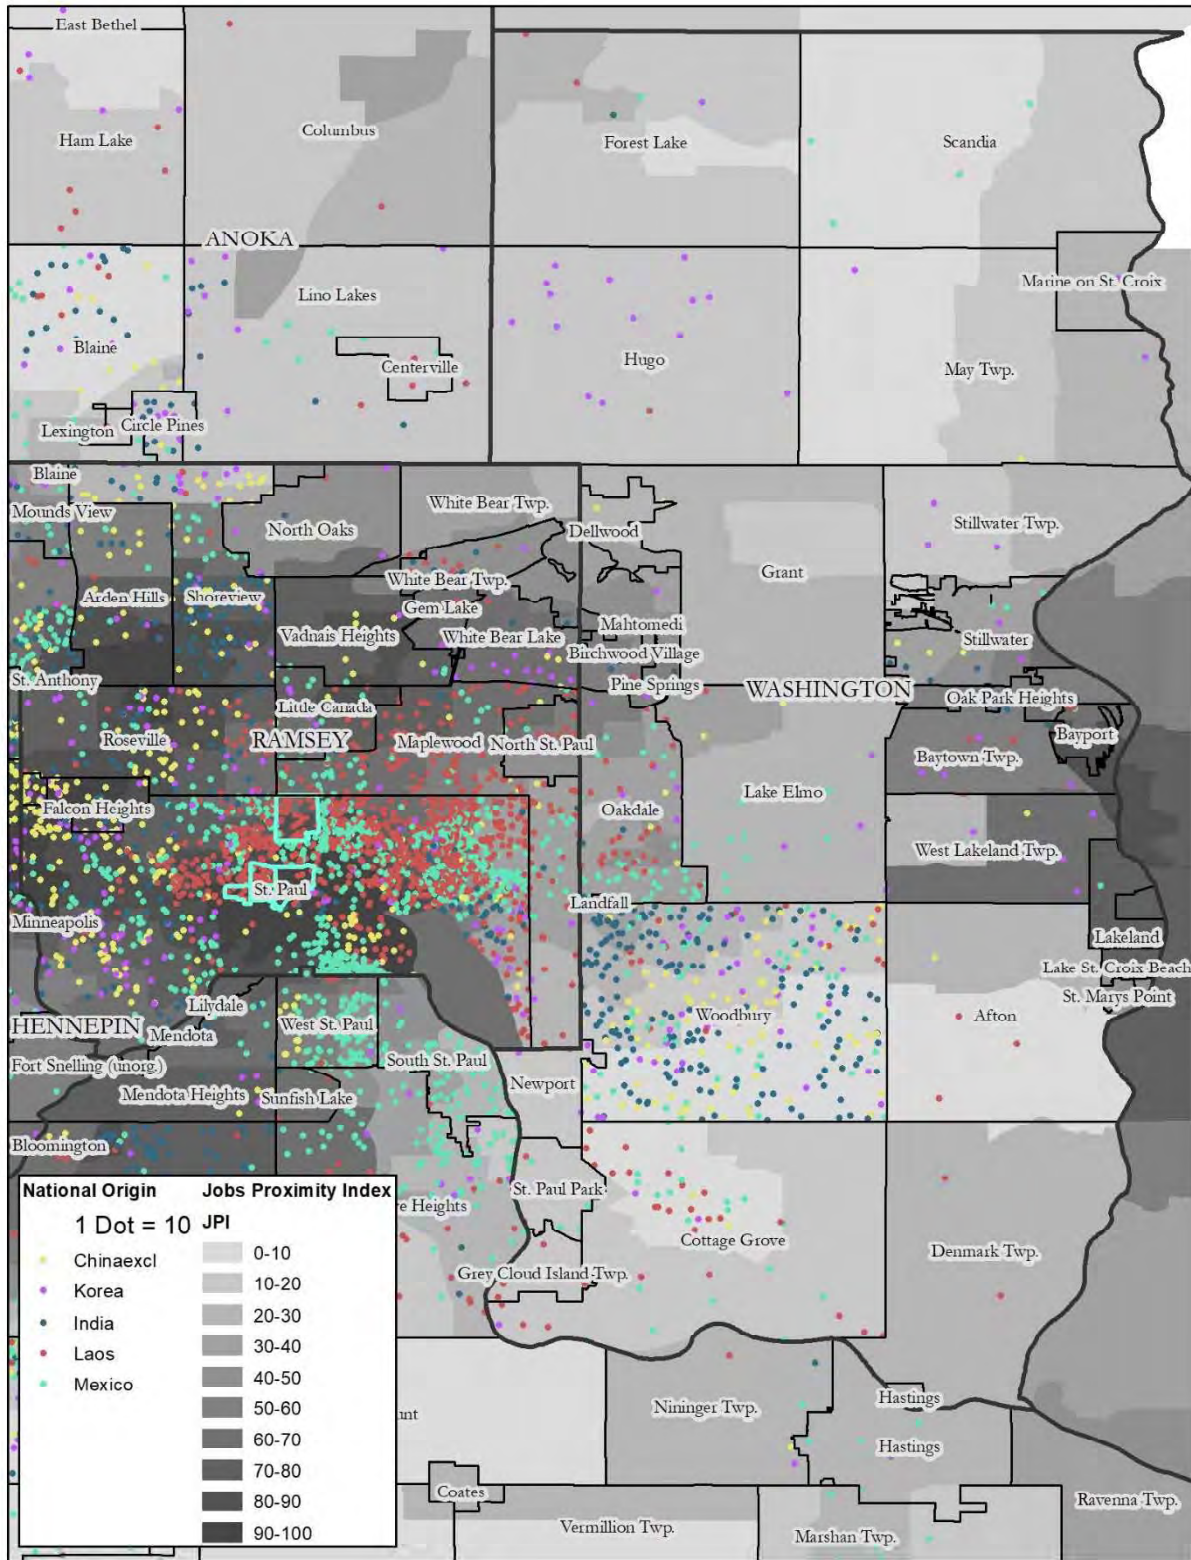 East Bethel
Ham Lake
Columbus
Forest Lake
Scandia
ANOKA
Lino Lakes
Marine on St. Croix
Blaine
Centerville
Hugo
May Twp.
Lexington
Circle Pines
Blaine
Mounds View
North Oaks
White Bear Twp.
Dellwood
Stillwater Twp.
Grant
Arden Hills
Shoreview
White Bear Twp.
Gem Lake
Vadnais Heights
White Bear Lake
Mahtomedi
Birchwood Village
Stillwater
St. Anthony
Pine Springs
WASHINGTON
Oak Park Heights
Little Canada
Roseville
RAMSEY
Maplewood
North St. Paul
Bayport
Baytown Twp.
Falcon Heights
Oakdale
Lake Elmo
West Lakeland Twp.
St. Paul
Landfall
Minneapolis
Lakeland
Lake St. Croix Beach
St. Marys Point
Lilydale
HENNEPIN
Mendota
West St. Paul
Woodbury
Afton
Fort Snelling (unorg.)
South St. Paul
Mendota Heights
Sunfish Lake
Newport
Bloomington
St. Paul Park
ve Heights
Cottage Grove
Denmark Twp.
Grey Cloud Island Twp.
National Origin
1 Dot = 10
Chinaexcl
Korea
India
Laos
Mexico
Jobs Proximity Index
JPI
0-10
10-20
20-30
30-40
40-50
50-60
60-70
70-80
80-90
90-100
unt
Nininger Twp.
Hastings
Hastings
Coates
Vermillion Twp.
Marshan Twp.
Ravenna Twp.